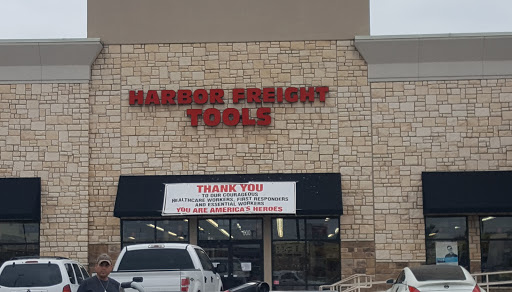 HARBOR FREIGHT
TOOLS
THANK YOU
TO OUR COURAGEOUS
HEALTHCARE WORKERS, FIRST RESPONDERS
AND ESSENTIAL WORKERS
YOU ARE AMERICA'S HEROES